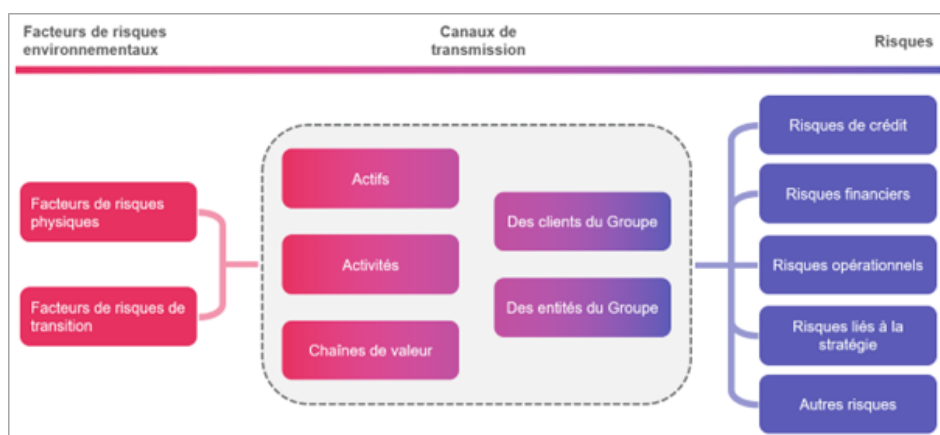 Facteurs de risques
environnementaux
Canaux de
transmission
Risques
Facteurs de risques
physiques
Facteurs de risques de
transition
Actifs
Activités
Chaînes de valeur
Des clients du Groupe
Des entités du Groupe
Risques de crédit
Risques financiers
Risques opérationnels
Risques liés à la
stratégie
Autres risques